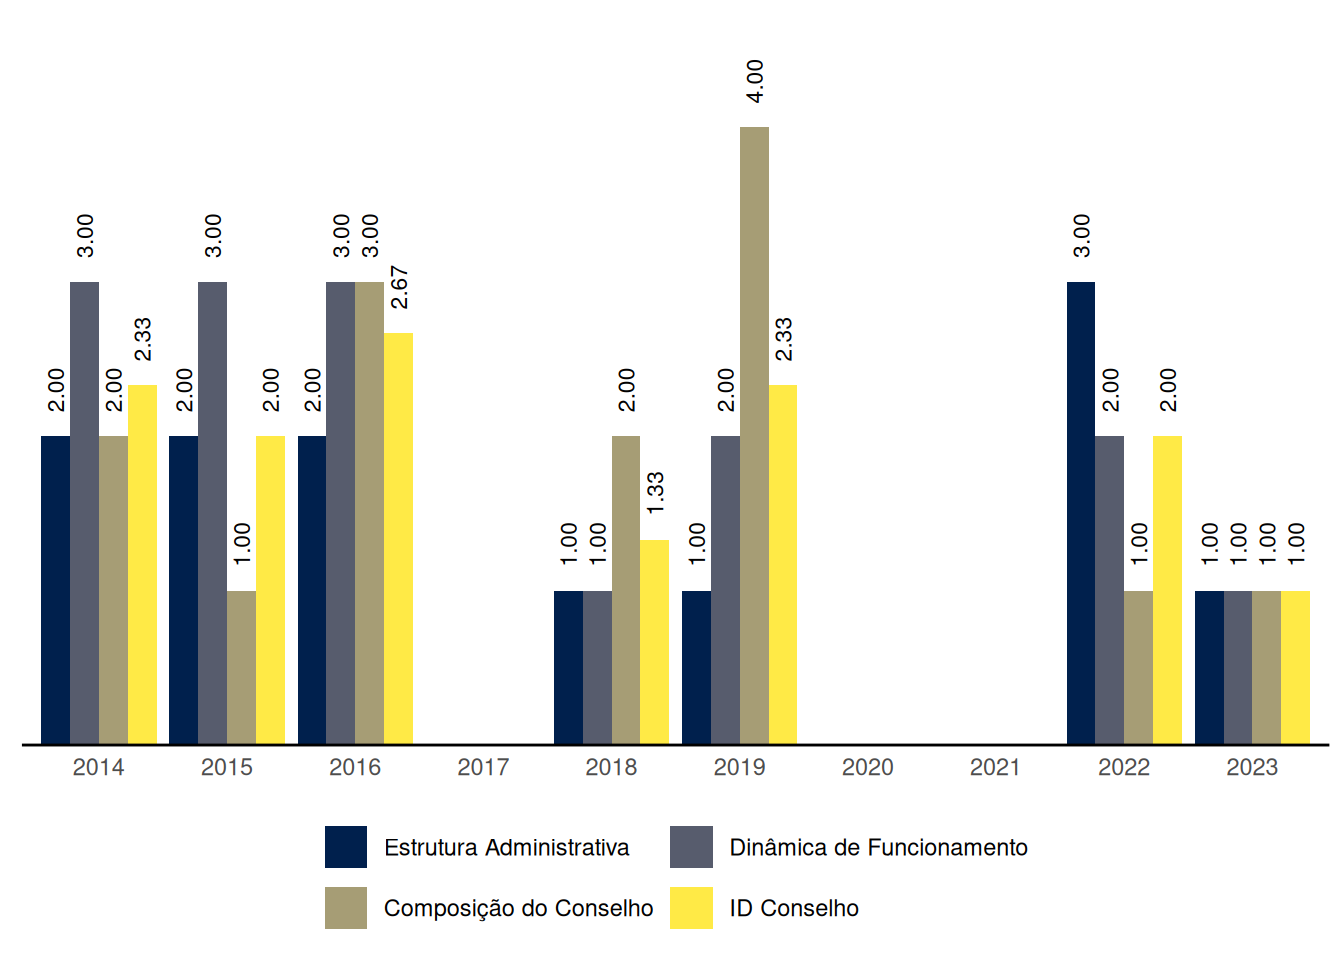 4.00
3.00 3.00 3.00 3.00 3.00
2.67
2.33 2.33
2.00 2.00 2.00 2.00 2.00 2.00 2.00 2.00 2.00
1.33
1.00 1.00 1.00 1.00 1.00 1.00 1.00 1.00 1.00
2014 2015 2016 2017 2018 2019 2020 2021 2022 2023
Estrutura Administrativa Dinâmica de Funcionamento
Composição do Conselho ID Conselho